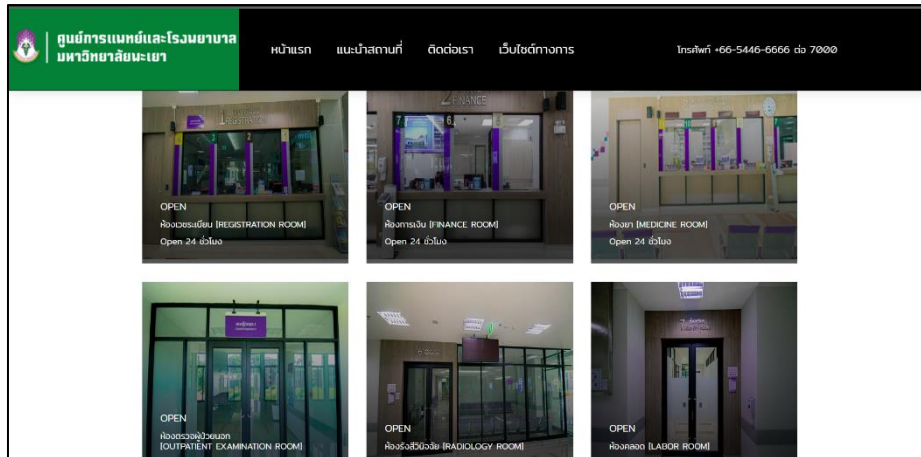 ศูนย์การแพทย์และโรงพยาบาล
มหาวิทยาลัยพะเยา
หน้าแรก แนะนำสถานที่ ติดต่อเรา เว็บไซต์ทางการ
โทรศัพท์ +66-5446-6666 ต่อ 7000
REGISTRATION
FINANCE
OPEN
ห้องเวชระเบียน [REGISTRATION ROOM]
Open 24 ชั่วโมง
OPEN
ห้องการเงิน [FINANCE ROOM]
Open 24 ชั่วโมง
OPEN
ห้องยา [MEDICINE ROOM]
Open 24 ชั่วโมง
OPEN
ห้องตรวจผู้ป่วยนอก
[OUTPATIENT EXAMINATION ROOM]
OPEN
ห้องรังสีวินิจฉัย [RADIOLOGY ROOM]
OPEN
ห้องคลอด [LABOR ROOM]